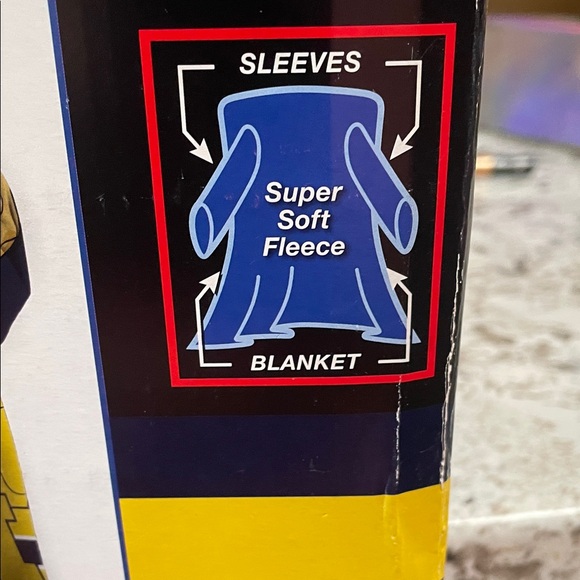 SLEEVES
Super
Soft
Fleece
BLANKET